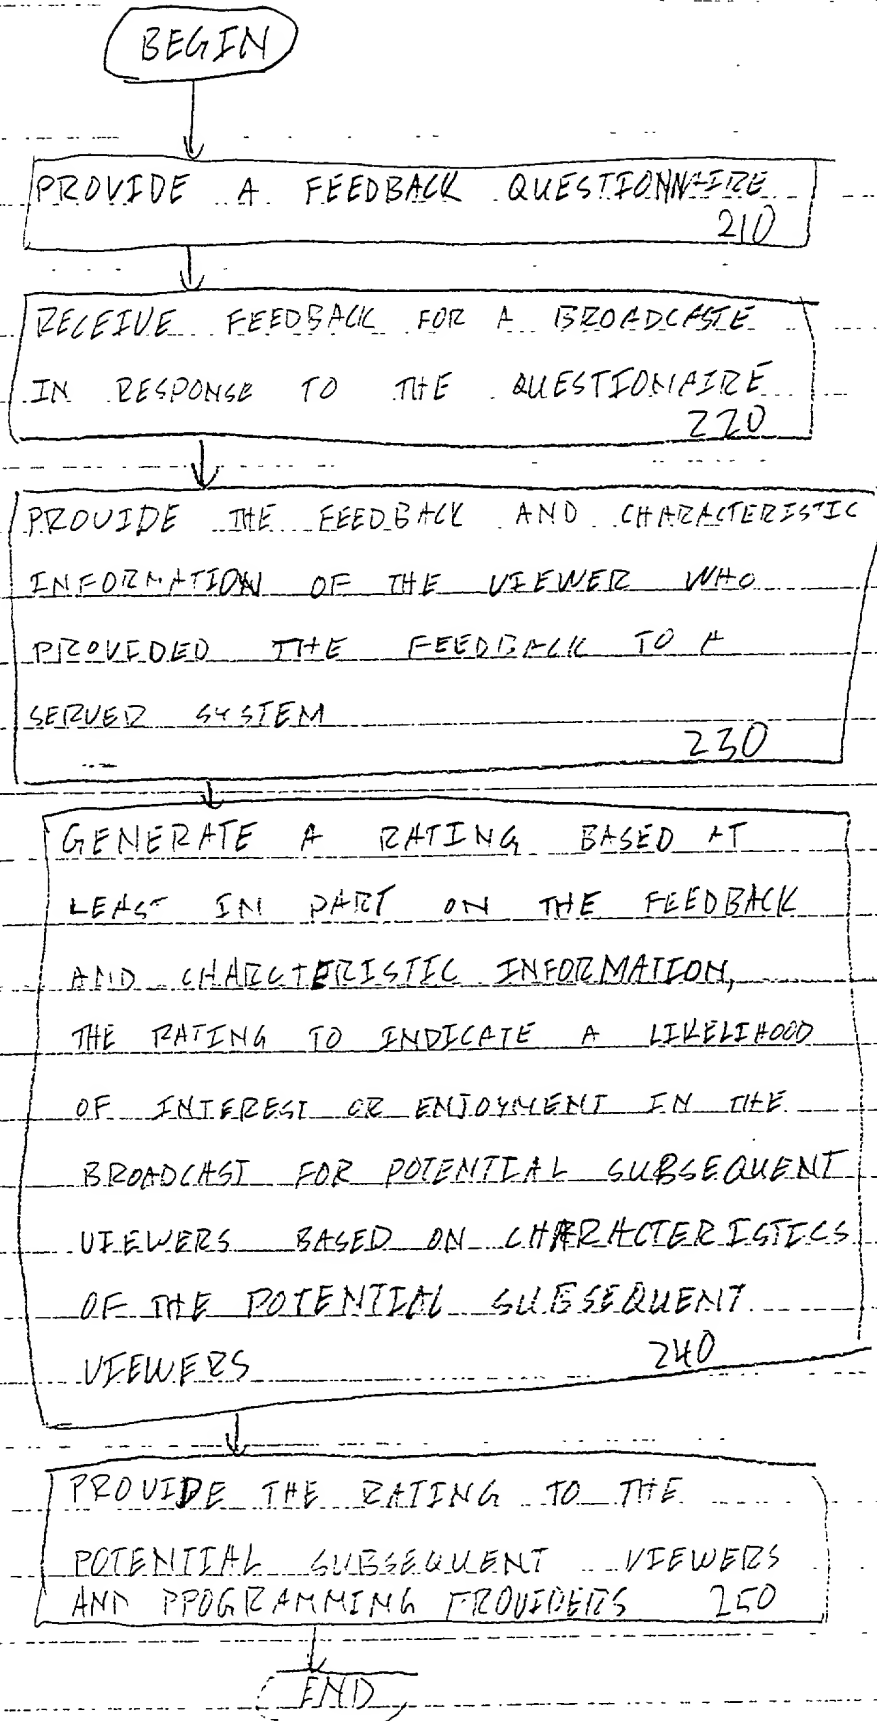 BEGIN
PROVIDE A FEEDBACK QUESTIONNAIRE
210
RECEIVE FEEDBACK FOR A BROADCASTE
IN RESPONSE TO THE QUESTIONAIRE
220
PROVIDE THE FEEDBACK AND CHARACTERISTIC
INFORMATION OF THE VIEWER WHO
PROVIDED THE FEEDBACK TO A
SERVER SYSTEM
230
GENERATE A RATING BASED AT
LEAST IN PART ON THE FEEDBACK
AND CHARCTERISTIC INFORMATION,
THE RATING TO INDICATE A LIKELIHOOD
OF INTEREST OR ENJOYMENT IN THE
BROADCAST FOR POTENTIAL SUBSEQUENT
VIEWERS BASED ON CHARACTERISTICS
OF THE POTENTIAL SUBSEQUENT
VIEWERS 240
PROVIDE THE RATING TO THE
POTENTIAL SUBSEQUENT VIEWERS
AND PROGRAMMING PROVIDERS 250
END